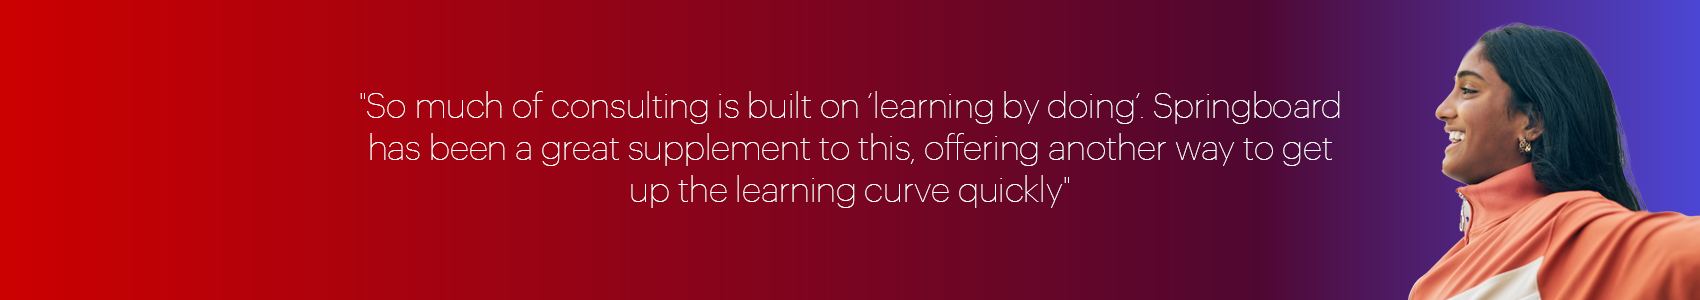 "So much of consulting is built on ‘learning by doing’. Springboard
has been a great supplement to this, offering another way to get
up the learning curve quickly"